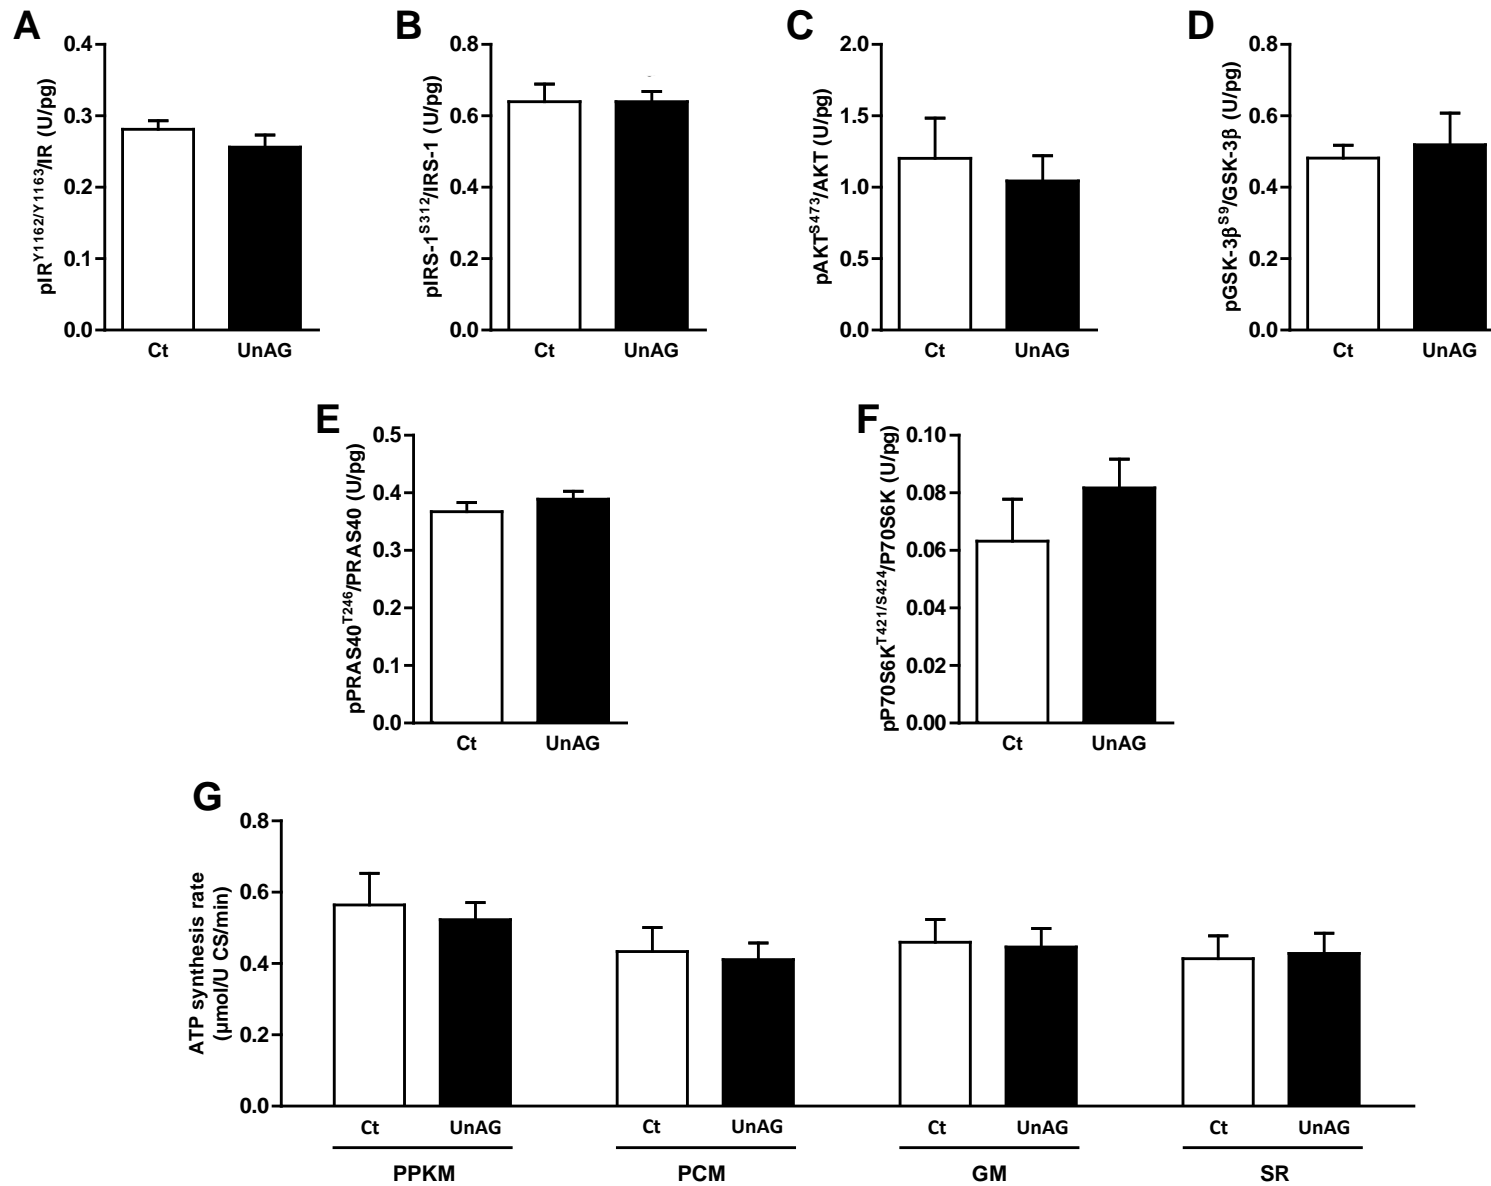 A
pIR^Y1162/Y1163/IR (U/pg)
0.4
0.3
0.2
0.1
0.0
Ct UnAG
B
pIRS-1^S312/IRS-1 (U/pg)
0.8
0.6
0.4
0.2
0.0
Ct UnAG
C
pAKT^S473/AKT (U/pg)
2.0
1.5
1.0
0.5
0.0
Ct UnAG
D
pGSK-3β^S9/GSK-3β (U/pg)
0.8
0.6
0.4
0.2
0.0
Ct UnAG
E
pPRAS40^T246/PRAS40 (U/pg)
0.5
0.4
0.3
0.2
0.1
0.0
Ct UnAG
F
pP70S6K^T421/S424/P70S6K (U/pg)
0.10
0.08
0.06
0.04
0.02
0.00
Ct UnAG
G
ATP synthesis rate
(µmol/U CS/min)
0.8
0.6
0.4
0.2
0.0
Ct UnAG Ct UnAG Ct UnAG Ct UnAG
PPKM PCM GM SR